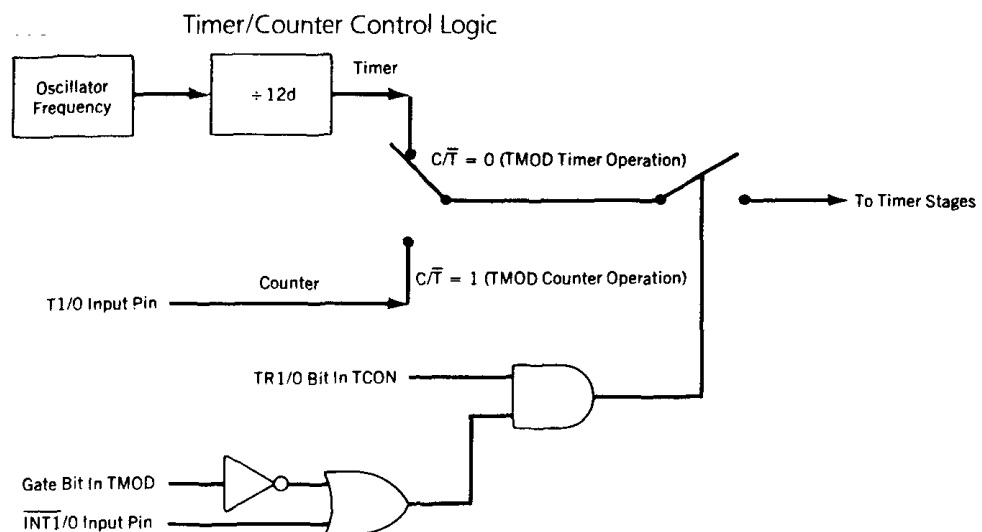 Timer/Counter Control Logic
Oscillator
Frequency
÷ 12d
Timer
C/T̅ = 0 (TMOD Timer Operation)
To Timer Stages
Counter
C/T̅ = 1 (TMOD Counter Operation)
T1/0 Input Pin
TR1/0 Bit In TCON
Gate Bit In TMOD
I̅N̅T̅1̅/0 Input Pin